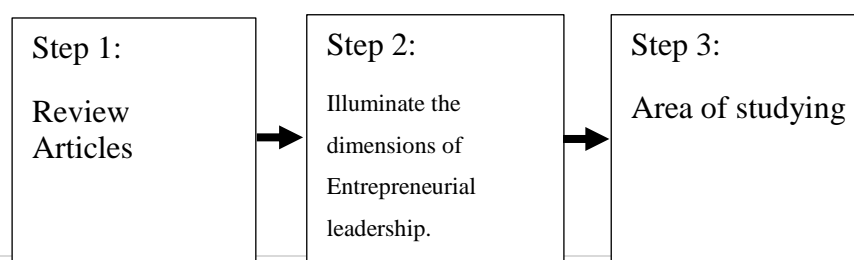 Step 1:
Review
Articles
Step 2:
Illuminate the
dimensions of
Entrepreneurial
leadership.
Step 3:
Area of studying